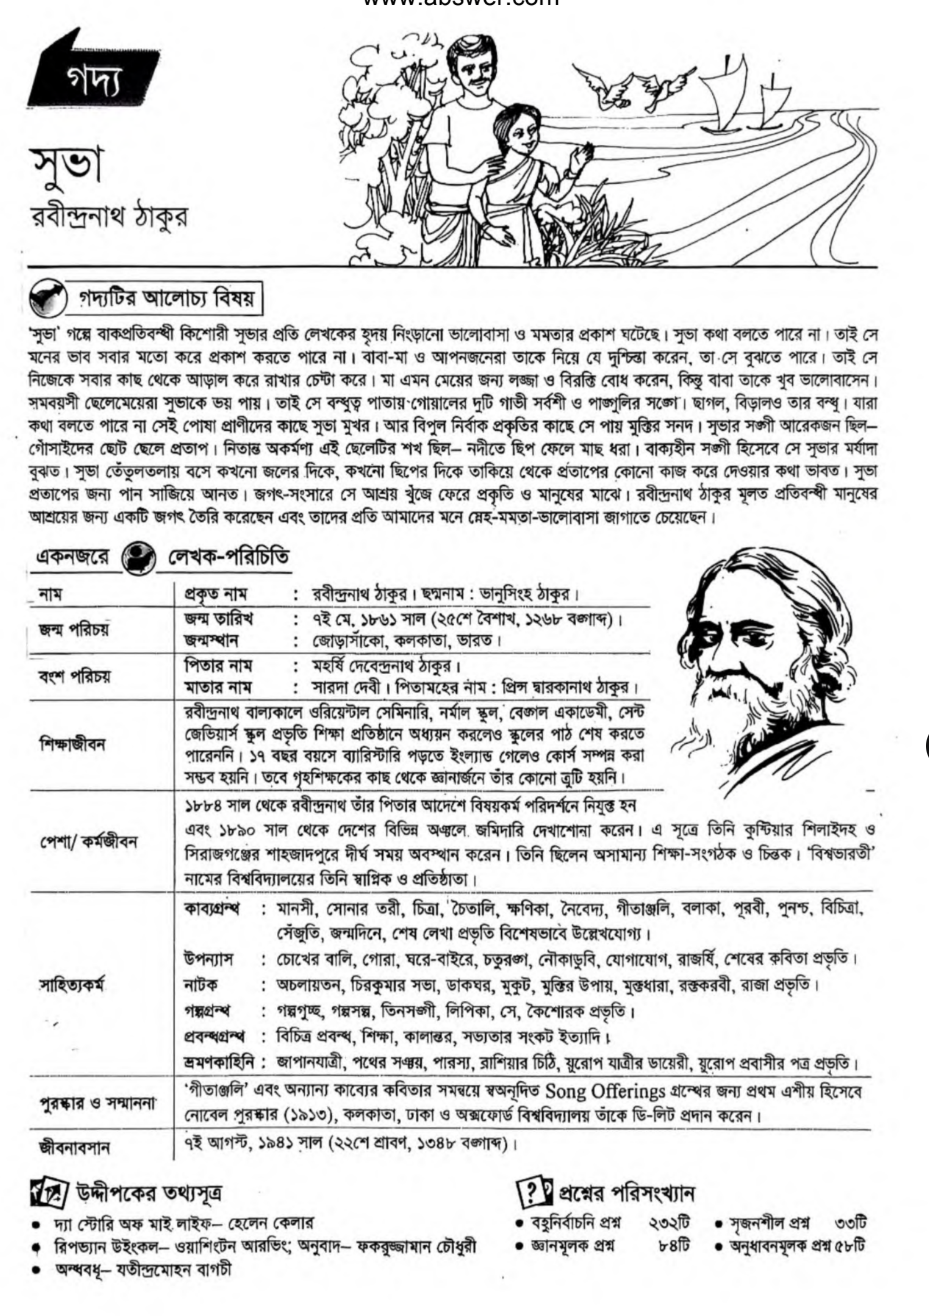 www.abswer.com
গদ্য
সুভা
রবীন্দ্রনাথ ঠাকুর
গদ্যটির আলোচ্য বিষয়
'সুভা' গল্পে বাকপ্রতিবন্ধী কিশোরী সুভার প্রতি লেখকের হৃদয় নিংড়ানো ভালোবাসা ও মমতার প্রকাশ ঘটেছে। সুভা কথা বলতে পারে না। তাই সে
মনের ভাব সবার মতো করে প্রকাশ করতে পারে না। বাবা-মা ও আপনজনেরা তাকে নিয়ে যে দুশ্চিন্তা করেন, তা সে বুঝতে পারে। তাই সে
নিজেকে সবার কাছ থেকে আড়াল করে রাখার চেষ্টা করে। মা এমন মেয়ের জন্য লজ্জা ও বিরক্তি বোধ করেন, কিন্তু বাবা তাকে খুব ভালোবাসেন।
সমবয়সী ছেলেমেয়েরা সুভাকে ভয় পায়। তাই সে বন্ধুত্ব পাতায় গোয়ালের দুটি গাভী সর্বশী ও পাঙ্গুলির সঙ্গে। ছাগল, বিড়ালও তার বন্ধু। যারা
কথা বলতে পারে না সেই পোষা প্রাণীদের কাছে সুভা মুখর। আর বিপুল নির্বাক প্রকৃতির কাছে সে পায় মুক্তির সনদ। সুভার সঙ্গী আরেকজন ছিল–
গোঁসাইদের ছোট ছেলে প্রতাপ। নিতান্ত অকর্মণ্য এই ছেলেটির শখ ছিল– নদীতে ছিপ ফেলে মাছ ধরা। বাক্যহীন সঙ্গী হিসেবে সে সুভার মর্যাদা
বুঝত। সুভা তেঁতুলতলায় বসে কখনো জলের দিকে, কখনো ছিপের দিকে তাকিয়ে থেকে প্রতাপের কোনো কাজ করে দেওয়ার কথা ভাবত। সুভা
প্রতাপের জন্য পান সাজিয়ে আনত। জগৎ-সংসারে সে আশ্রয় খুঁজে ফেরে প্রকৃতি ও মানুষের মাঝে। রবীন্দ্রনাথ ঠাকুর মূলত প্রতিবন্ধী মানুষের
আশ্রয়ের জন্য একটি জগৎ তৈরি করেছেন এবং তাদের প্রতি আমাদের মনে স্নেহ-মমতা-ভালোবাসা জাগাতে চেয়েছেন।
একনজরে লেখক-পরিচিতি
নাম প্রকৃত নাম : রবীন্দ্রনাথ ঠাকুর। ছদ্মনাম : ভানুসিংহ ঠাকুর।
জন্ম পরিচয় জন্ম তারিখ : ৭ই মে, ১৮৬১ সাল (২৫শে বৈশাখ, ১২৬৮ বঙ্গাব্দ)।
জন্মস্থান : জোড়াসাঁকো, কলকাতা, ভারত।
বংশ পরিচয় পিতার নাম : মহর্ষি দেবেন্দ্রনাথ ঠাকুর।
মাতার নাম : সারদা দেবী। পিতামহের নাম : প্রিন্স দ্বারকানাথ ঠাকুর।
শিক্ষাজীবন রবীন্দ্রনাথ বাল্যকালে ওরিয়েন্টাল সেমিনারি, নর্মাল স্কুল, বেঙ্গল একাডেমী, সেন্ট
জেভিয়ার্স স্কুল প্রভৃতি শিক্ষা প্রতিষ্ঠানে অধ্যয়ন করলেও স্কুলের পাঠ শেষ করতে
পারেননি। ১৭ বছর বয়সে ব্যারিস্টারি পড়তে ইংল্যান্ড গেলেও কোর্স সম্পন্ন করা
সম্ভব হয়নি। তবে গৃহশিক্ষকের কাছ থেকে জ্ঞানার্জনে তাঁর কোনো ত্রুটি হয়নি।
পেশা/ কর্মজীবন ১৮৮৪ সাল থেকে রবীন্দ্রনাথ তাঁর পিতার আদেশে বিষয়কর্ম পরিদর্শনে নিযুক্ত হন
এবং ১৮৯০ সাল থেকে দেশের বিভিন্ন অঞ্চলে জমিদারি দেখাশোনা করেন। এ সূত্রে তিনি কুষ্টিয়ার শিলাইদহ ও
সিরাজগঞ্জের শাহজাদপুরে দীর্ঘ সময় অবস্থান করেন। তিনি ছিলেন অসামান্য শিক্ষা-সংগঠক ও চিন্তক। 'বিশ্বভারতী'
নামের বিশ্ববিদ্যালয়ের তিনি স্বাপ্নিক ও প্রতিষ্ঠাতা।
সাহিত্যকর্ম কাব্যগ্রন্থ : মানসী, সোনার তরী, চিত্রা, চৈতালি, ক্ষণিকা, নৈবেদ্য, গীতাঞ্জলি, বলাকা, পূরবী, পুনশ্চ, বিচিত্রা,
সেঁজুতি, জন্মদিনে, শেষ লেখা প্রভৃতি বিশেষভাবে উল্লেখযোগ্য।
উপন্যাস : চোখের বালি, গোরা, ঘরে-বাইরে, চতুরঙ্গ, নৌকাডুবি, যোগাযোগ, রাজর্ষি, শেষের কবিতা প্রভৃতি।
নাটক : অচলায়তন, চিরকুমার সভা, ডাকঘর, মুকুট, মুক্তির উপায়, মুক্তধারা, রক্তকরবী, রাজা প্রভৃতি।
গল্পগ্রন্থ : গল্পগুচ্ছ, গল্পসল্প, তিনসঙ্গী, লিপিকা, সে, কৈশোরক প্রভৃতি।
প্রবন্ধগ্রন্থ : বিচিত্র প্রবন্ধ, শিক্ষা, কালান্তর, সভ্যতার সংকট ইত্যাদি।
ভ্রমণকাহিনি : জাপানযাত্রী, পথের সঞ্চয়, পারস্য, রাশিয়ার চিঠি, য়ুরোপ যাত্রীর ডায়েরী, য়ুরোপ প্রবাসীর পত্র প্রভৃতি।
পুরস্কার ও সম্মাননা 'গীতাঞ্জলি' এবং অন্যান্য কাব্যের কবিতার সমন্বয়ে স্বঅনূদিত Song Offerings গ্রন্থের জন্য প্রথম এশীয় হিসেবে
নোবেল পুরস্কার (১৯১৩), কলকাতা, ঢাকা ও অক্সফোর্ড বিশ্ববিদ্যালয় তাঁকে ডি-লিট প্রদান করেন।
জীবনাবসান ৭ই আগস্ট, ১৯৪১ সাল (২২শে শ্রাবণ, ১৩৪৮ বঙ্গাব্দ)।
উদ্দীপকের তথ্যসূত্র
• দ্যা স্টোরি অফ মাই লাইফ– হেলেন কেলার
• রিপভ্যান উইংকল– ওয়াশিংটন আরভিং; অনুবাদ– ফকরুজ্জামান চৌধুরী
• অন্ধবধূ– যতীন্দ্রমোহন বাগচী
প্রশ্নের পরিসংখ্যান
• বহুনির্বাচনি প্রশ্ন ২৩২টি • সৃজনশীল প্রশ্ন ৩৩টি
• জ্ঞানমূলক প্রশ্ন ৮৪টি • অনুধাবনমূলক প্রশ্ন ৫৮টি